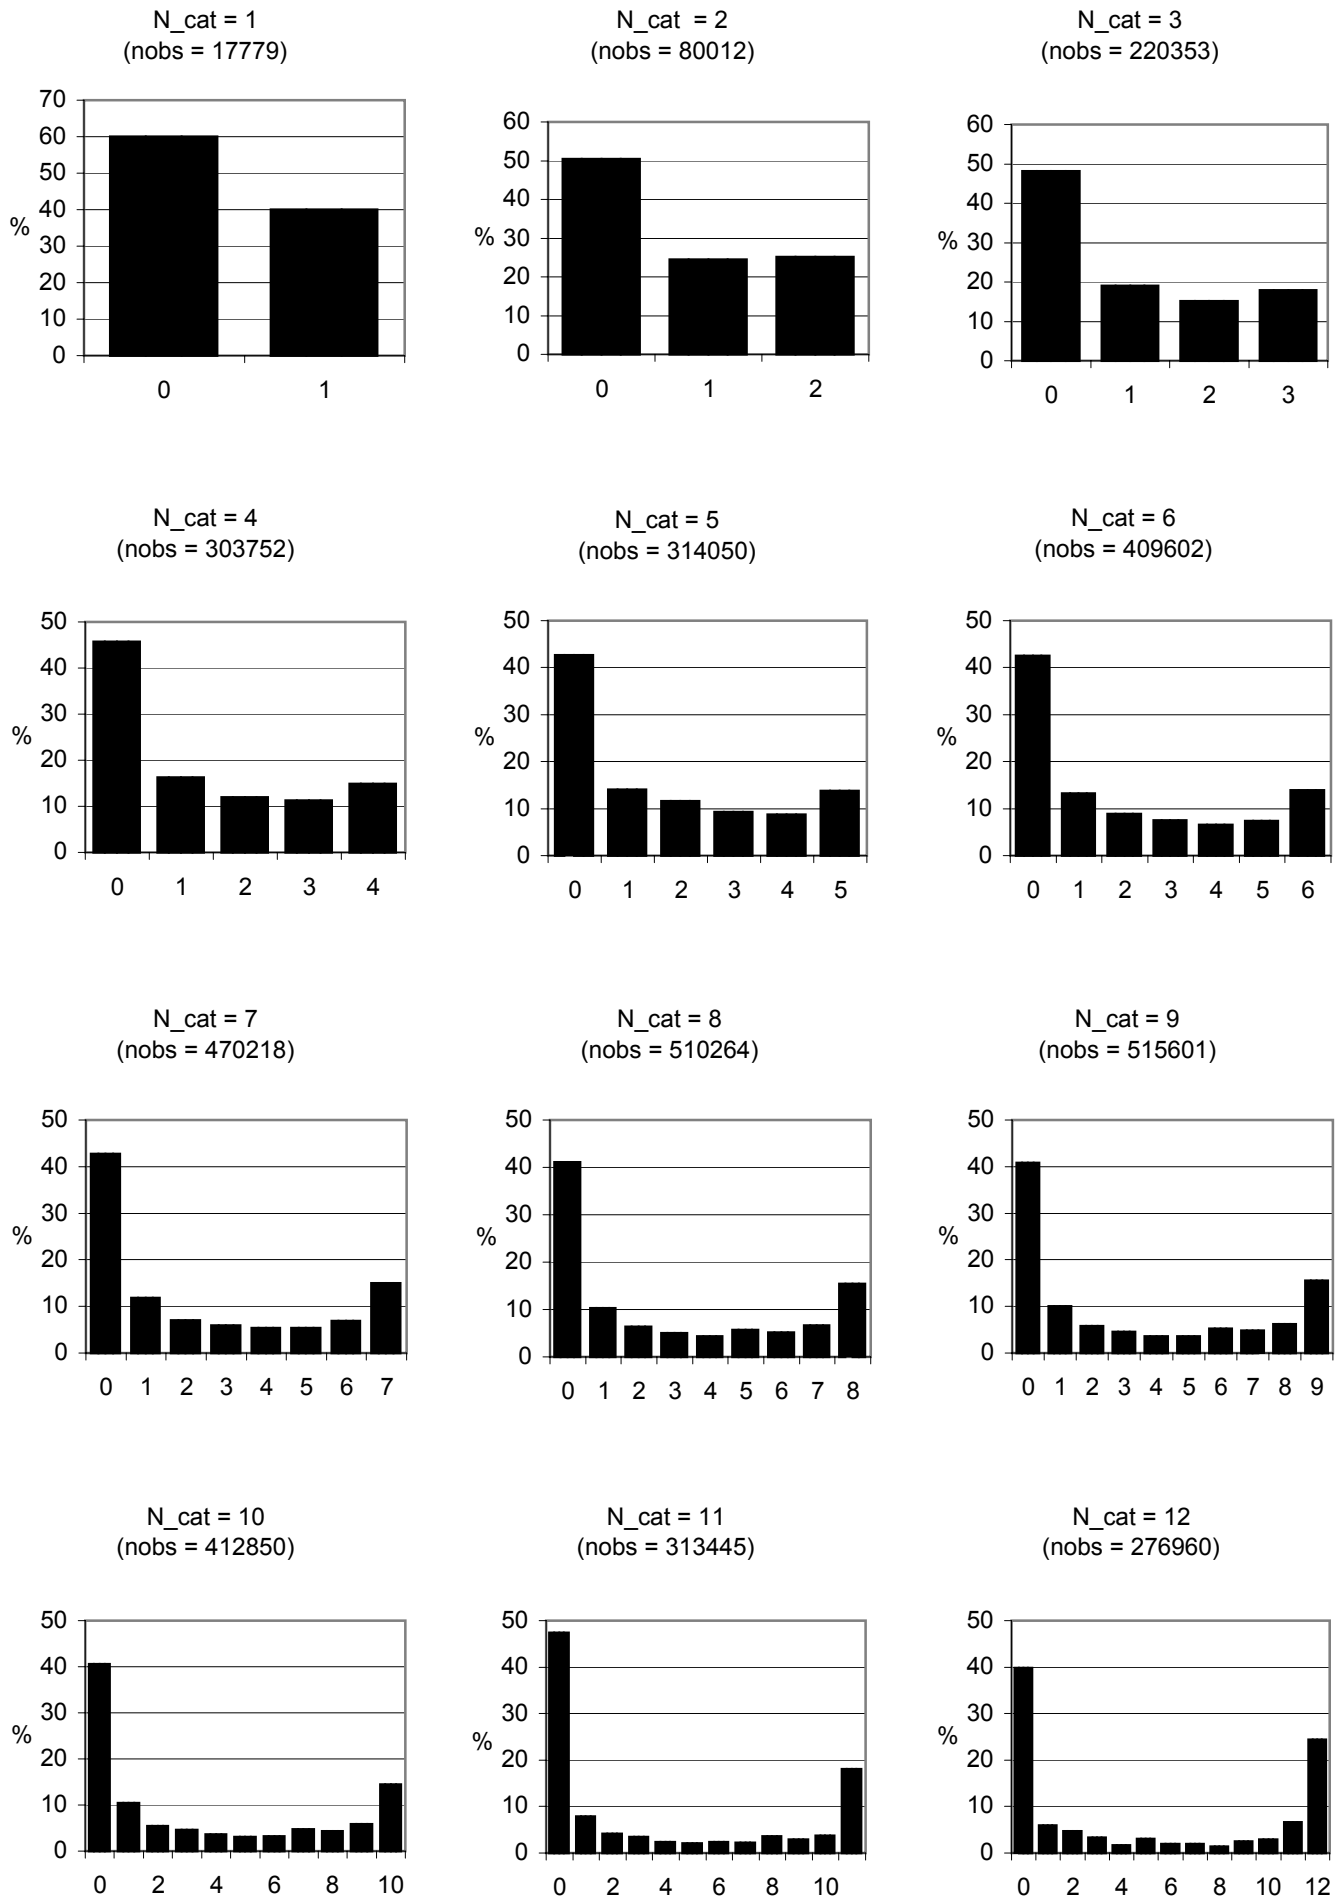 N_cat = 1
(nobs = 17779)
70
60
50
40
30
20
10
0
%
0 1
N_cat = 2
(nobs = 80012)
60
50
40
30
20
10
0
%
0 1 2
N_cat = 3
(nobs = 220353)
60
50
40
30
20
10
0
%
0 1 2 3
N_cat = 4
(nobs = 303752)
50
40
30
20
10
0
%
0 1 2 3 4
N_cat = 5
(nobs = 314050)
50
40
30
20
10
0
%
0 1 2 3 4 5
N_cat = 6
(nobs = 409602)
50
40
30
20
10
0
%
0 1 2 3 4 5 6
N_cat = 7
(nobs = 470218)
50
40
30
20
10
0
%
0 1 2 3 4 5 6 7
N_cat = 8
(nobs = 510264)
50
40
30
20
10
0
%
0 1 2 3 4 5 6 7 8
N_cat = 9
(nobs = 515601)
50
40
30
20
10
0
%
0 1 2 3 4 5 6 7 8 9
N_cat = 10
(nobs = 412850)
50
40
30
20
10
0
%
0 2 4 6 8 10
N_cat = 11
(nobs = 313445)
50
40
30
20
10
0
%
0 2 4 6 8 10
N_cat = 12
(nobs = 276960)
50
40
30
20
10
0
%
0 2 4 6 8 10 12